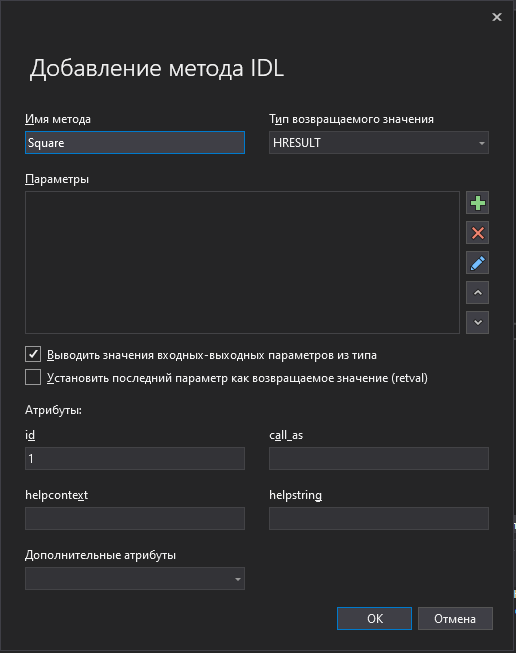 Добавление метода IDL
Имя метода
Тип возвращаемого значения
Square
HRESULT
Параметры
Выводить значения входных-выходных параметров из типа
Установить последний параметр как возвращаемое значение (retval)
Атрибуты:
id
call_as
1
helpcontext
helpstring
Дополнительные атрибуты
OK
Отмена